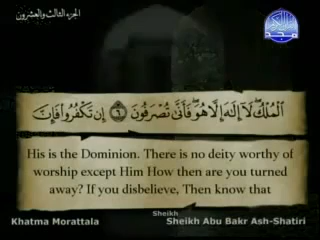 الجزء الثالث والعشرون
المجد
ٱلْمُلْكُ لَآ إِلَٰهَ إِلَّا هُوَ ۖ فَأَنَّىٰ تُصْرَفُونَ ۝٦ إِن تَكْفُرُوا۟ فَإِنَّ
His is the Dominion. There is no deity worthy of
worship except Him How then are you turned
away? If you disbelieve, Then know that
Sheikh
Khatma Morattala
Sheikh Abu Bakr Ash-Shatiri